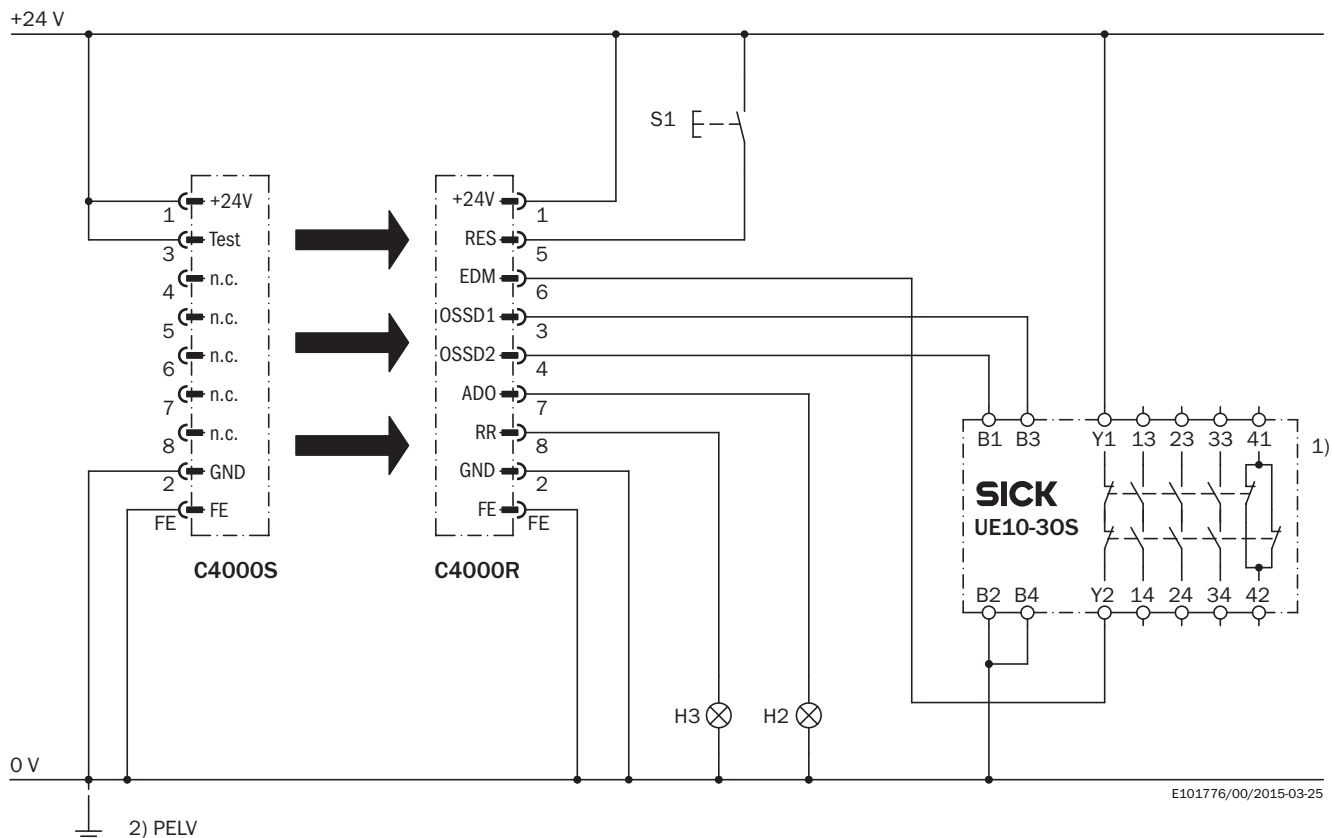 +24 V
S1
+24V
1
Test
3
n.c.
4
n.c.
5
n.c.
6
n.c.
7
n.c.
8
GND
2
FE
FE
C4000S
+24V
1
RES
5
EDM
6
OSSD1
3
OSSD2
4
ADO
7
RR
8
GND
2
FE
FE
C4000R
B1 B3 Y1 13 23 33 41
1)
SICK
UE10-30S
B2 B4 Y2 14 24 34 42
H3
H2
0 V
E101776/00/2015-03-25
2) PELV